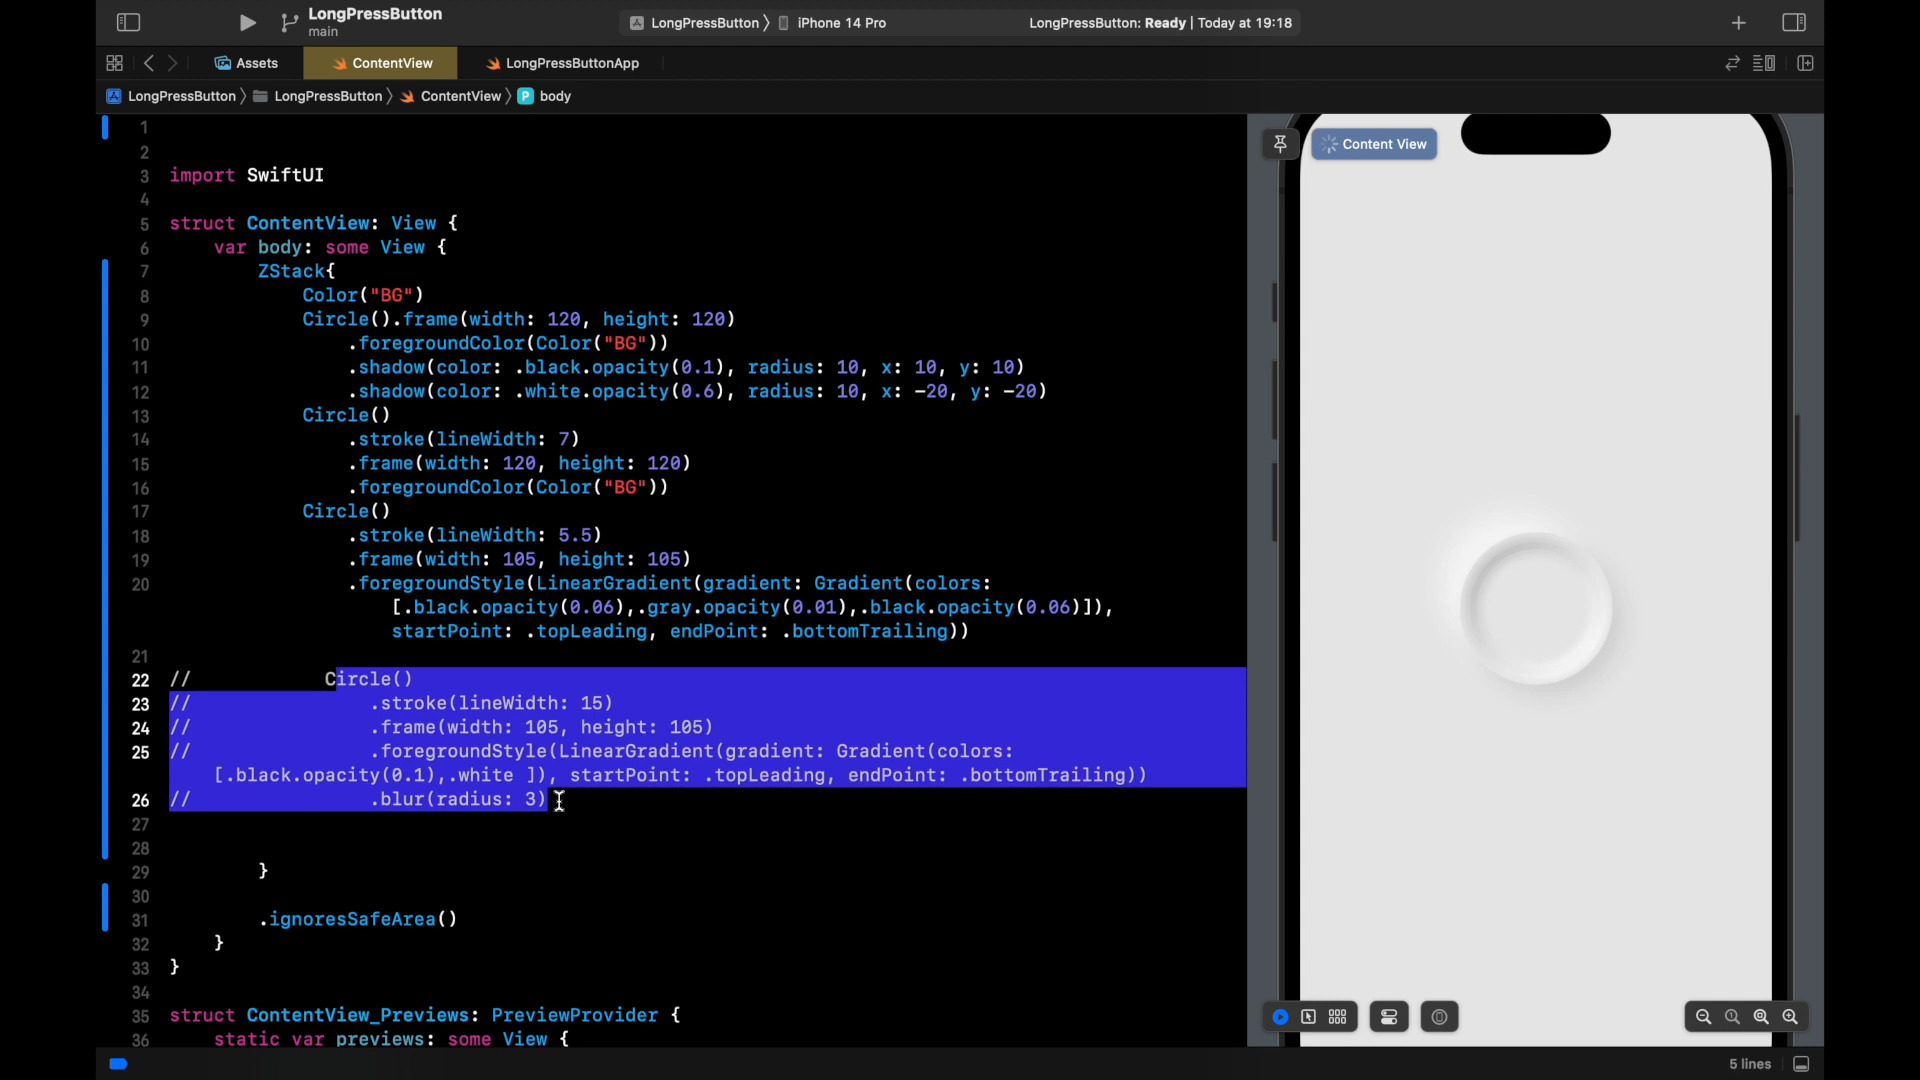 LongPressButton
main
LongPressButton 〉 iPhone 14 Pro
LongPressButton: Ready | Today at 19:18
Assets
ContentView
LongPressButtonApp
LongPressButton 〉 LongPressButton 〉 ContentView 〉 P body
1
2
3 import SwiftUI
4
5 struct ContentView: View {
6 var body: some View {
7 ZStack{
8 Color("BG")
9 Circle().frame(width: 120, height: 120)
10 .foregroundColor(Color("BG"))
11 .shadow(color: .black.opacity(0.1), radius: 10, x: 10, y: 10)
12 .shadow(color: .white.opacity(0.6), radius: 10, x: -20, y: -20)
13 Circle()
14 .stroke(lineWidth: 7)
15 .frame(width: 120, height: 120)
16 .foregroundColor(Color("BG"))
17 Circle()
18 .stroke(lineWidth: 5.5)
19 .frame(width: 105, height: 105)
20 .foregroundStyle(LinearGradient(gradient: Gradient(colors:
[.black.opacity(0.06),.gray.opacity(0.01),.black.opacity(0.06)]),
startPoint: .topLeading, endPoint: .bottomTrailing))
21
22 // Circle()
23 // .stroke(lineWidth: 15)
24 // .frame(width: 105, height: 105)
25 // .foregroundStyle(LinearGradient(gradient: Gradient(colors:
[.black.opacity(0.1),.white ]), startPoint: .topLeading, endPoint: .bottomTrailing))
26 // .blur(radius: 3)
27
28
29 }
30
31 .ignoresSafeArea()
32 }
33 }
34
35 struct ContentView_Previews: PreviewProvider {
36 static var previews: some View {
Content View
5 lines